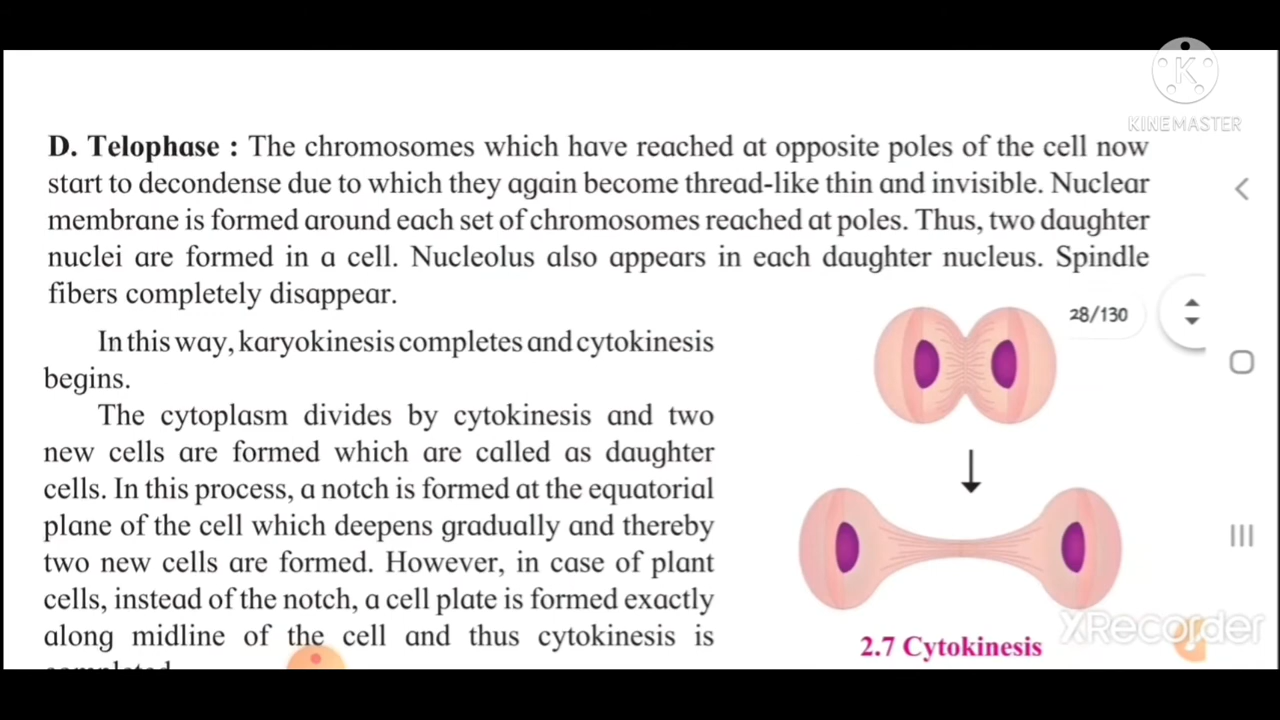 KINEMASTER
D. Telophase : The chromosomes which have reached at opposite poles of the cell now
start to decondense due to which they again become thread-like thin and invisible. Nuclear
membrane is formed around each set of chromosomes reached at poles. Thus, two daughter
nuclei are formed in a cell. Nucleolus also appears in each daughter nucleus. Spindle
fibers completely disappear.
28/130
In this way, karyokinesis completes and cytokinesis
begins.
The cytoplasm divides by cytokinesis and two
new cells are formed which are called as daughter
cells. In this process, a notch is formed at the equatorial
plane of the cell which deepens gradually and thereby
two new cells are formed. However, in case of plant
cells, instead of the notch, a cell plate is formed exactly
along midline of the cell and thus cytokinesis is
completed.
2.7 Cytokinesis
XRecorder